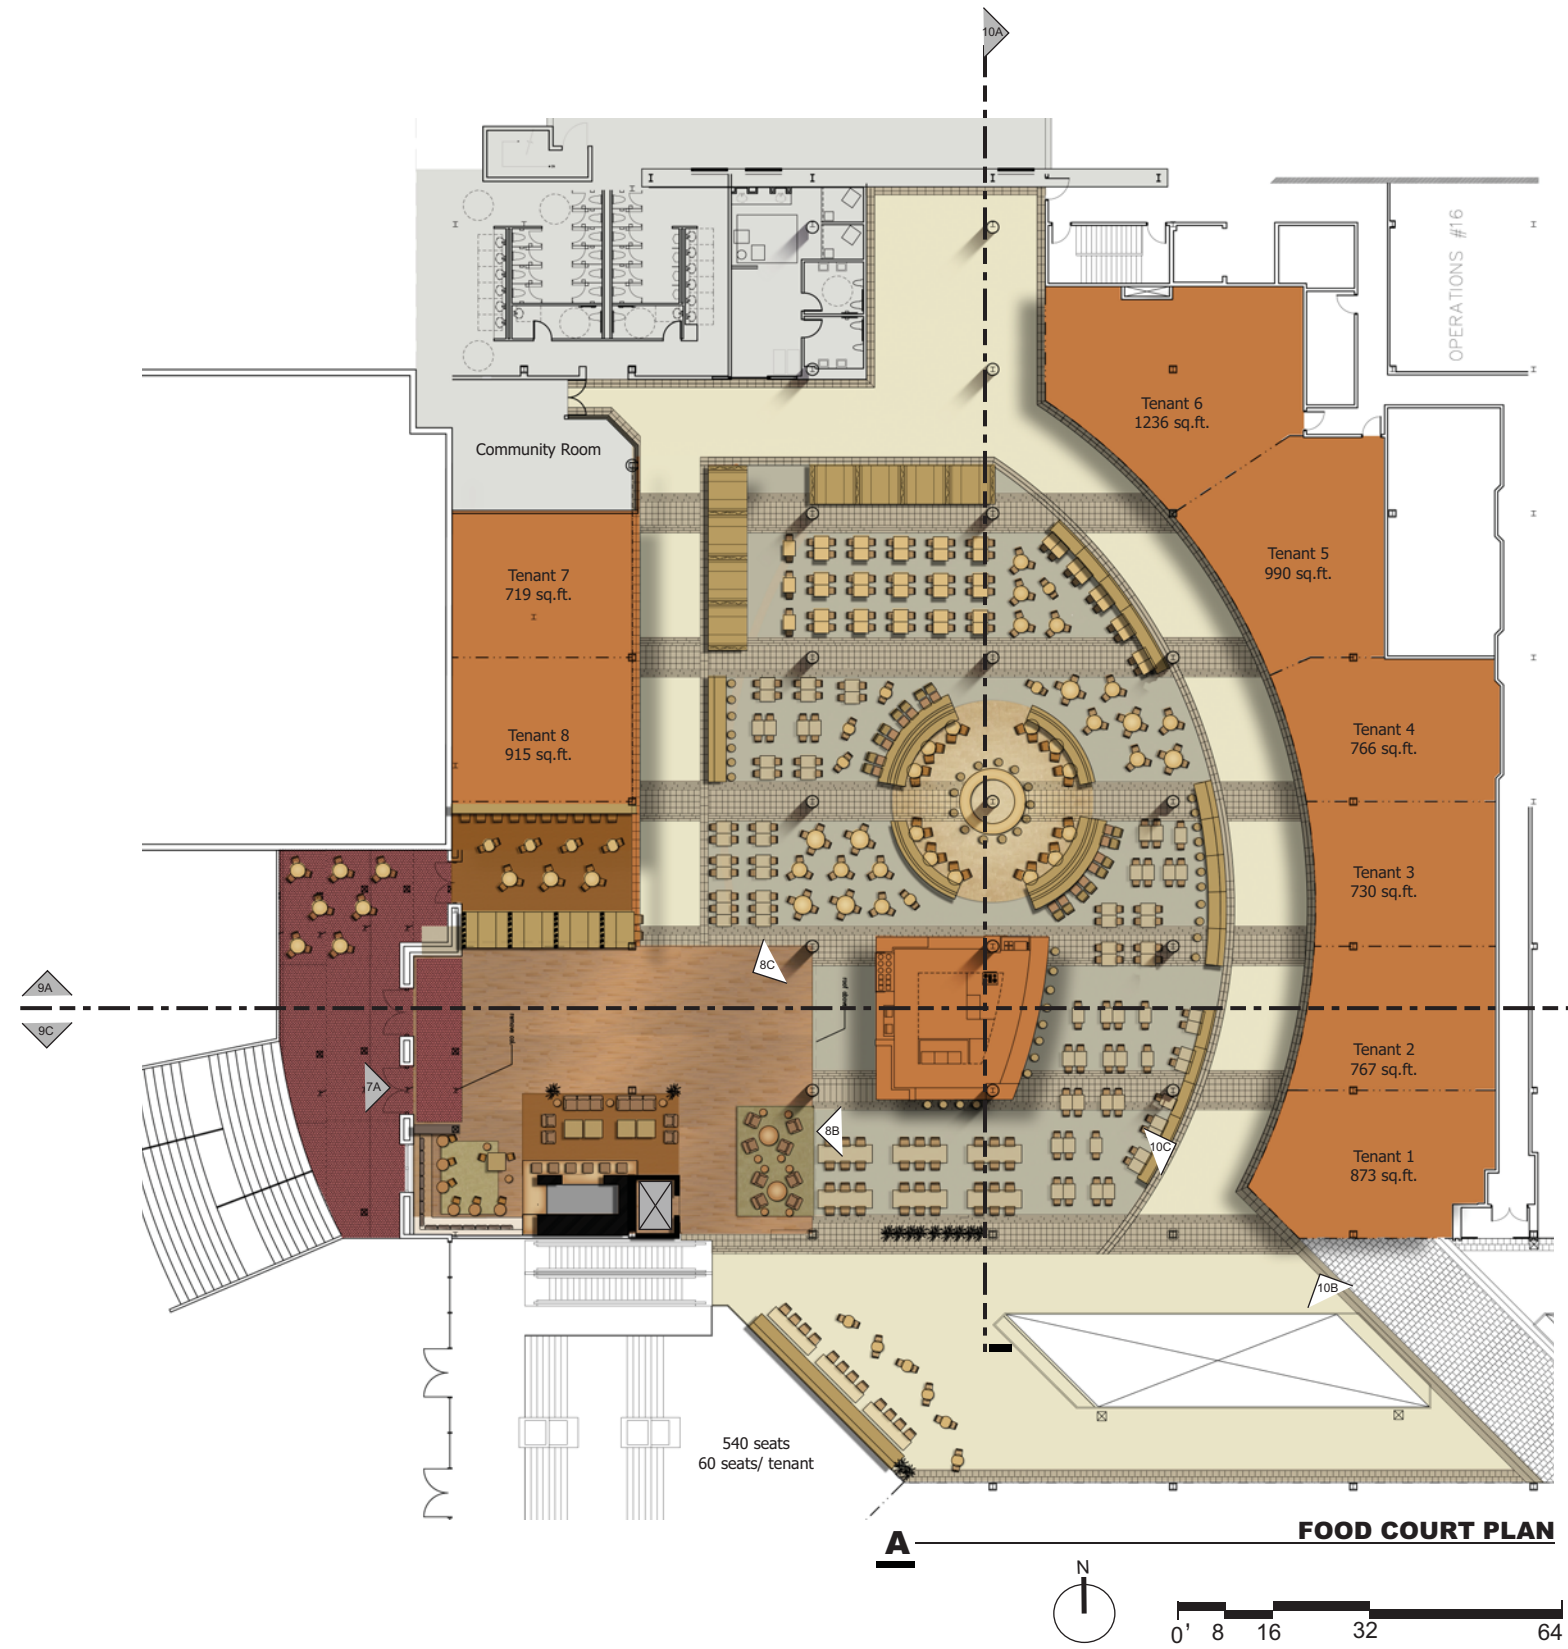 10A
OPERATIONS #16
Tenant 6
1236 sq.ft.
Community Room
Tenant 5
990 sq.ft.
Tenant 7
719 sq.ft.
Tenant 4
766 sq.ft.
Tenant 8
915 sq.ft.
Tenant 3
730 sq.ft.
8C
9A
9C
Tenant 2
767 sq.ft.
7A
8B
10C
Tenant 1
873 sq.ft.
10B
540 seats
60 seats/ tenant
A
FOOD COURT PLAN
N
0' 8 16 32 64